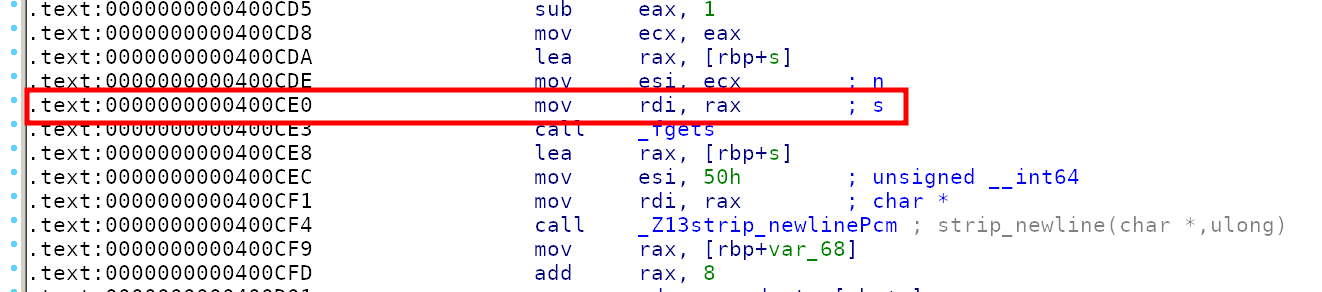 .text:0000000000400CD5 sub eax, 1
.text:0000000000400CD8 mov ecx, eax
.text:0000000000400CDA lea rax, [rbp+s]
.text:0000000000400CDE mov esi, ecx ; n
.text:0000000000400CE0 mov rdi, rax ; s
.text:0000000000400CE3 call _fgets
.text:0000000000400CE8 lea rax, [rbp+s]
.text:0000000000400CEC mov esi, 50h ; unsigned __int64
.text:0000000000400CF1 mov rdi, rax ; char *
.text:0000000000400CF4 call _Z13strip_newlinePcm ; strip_newline(char *,ulong)
.text:0000000000400CF9 mov rax, [rbp+var_68]
.text:0000000000400CFD add rax, 8